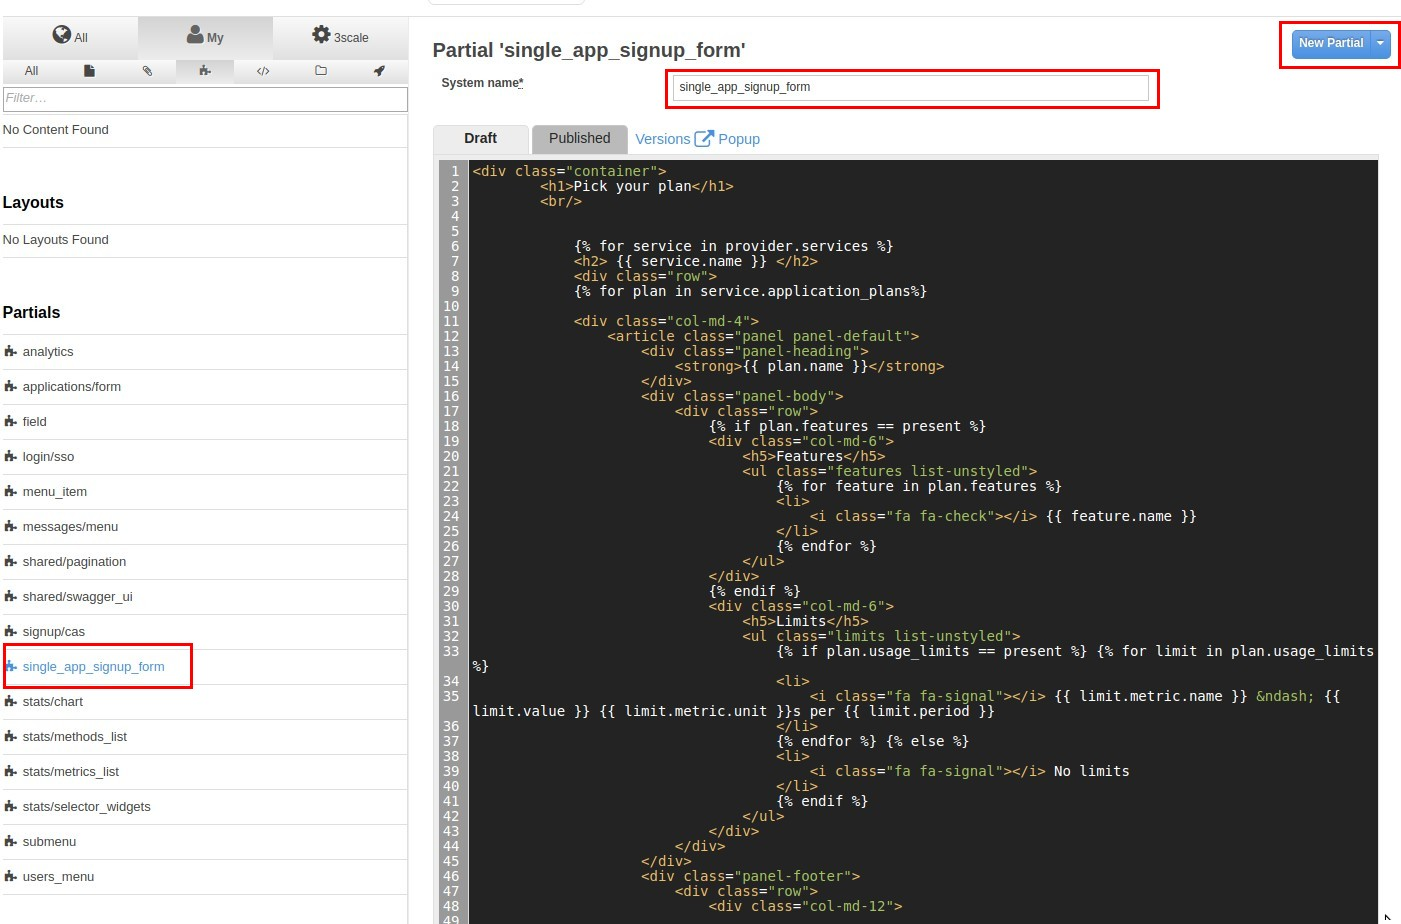 All
My
3scale
All
Filter…
No Content Found
Layouts
No Layouts Found
Partials
analytics
applications/form
field
login/sso
menu_item
messages/menu
shared/pagination
shared/swagger_ui
signup/cas
single_app_signup_form
stats/chart
stats/methods_list
stats/metrics_list
stats/selector_widgets
submenu
users_menu
Partial 'single_app_signup_form'
New Partial
System name*
single_app_signup_form
Draft
Published
Versions
Popup
1 <div class="container">
2 <h1>Pick your plan</h1>
3 <br/>
4
5
6 {% for service in provider.services %}
7 <h2> {{ service.name }} </h2>
8 <div class="row">
9 {% for plan in service.application_plans%}
10
11 <div class="col-md-4">
12 <article class="panel panel-default">
13 <div class="panel-heading">
14 <strong>{{ plan.name }}</strong>
15 </div>
16 <div class="panel-body">
17 <div class="row">
18 {% if plan.features == present %}
19 <div class="col-md-6">
20 <h5>Features</h5>
21 <ul class="features list-unstyled">
22 {% for feature in plan.features %}
23 <li>
24 <i class="fa fa-check"></i> {{ feature.name }}
25 </li>
26 {% endfor %}
27 </ul>
28 </div>
29 {% endif %}
30 <div class="col-md-6">
31 <h5>Limits</h5>
32 <ul class="limits list-unstyled">
33 {% if plan.usage_limits == present %} {% for limit in plan.usage_limits
%}
34 <li>
35 <i class="fa fa-signal"></i> {{ limit.metric.name }} &ndash; {{
limit.value }} {{ limit.metric.unit }}s per {{ limit.period }}
36 </li>
37 {% endfor %} {% else %}
38 <li>
39 <i class="fa fa-signal"></i> No limits
40 </li>
41 {% endif %}
42 </ul>
43 </div>
44 </div>
45 </div>
46 <div class="panel-footer">
47 <div class="row">
48 <div class="col-md-12">
49